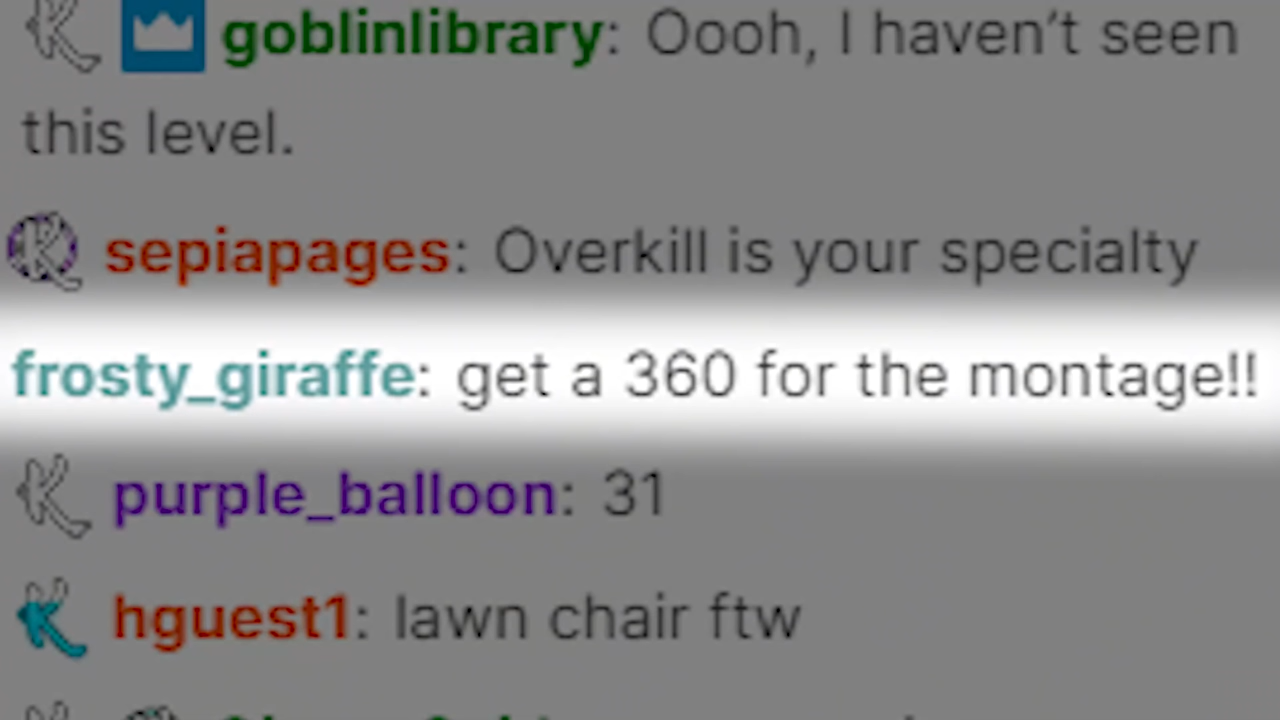 goblinlibrary: Oooh, I haven't seen
this level.
sepiapages: Overkill is your specialty
frosty_giraffe: get a 360 for the montage!!
purple_balloon: 31
hguest1: lawn chair ftw